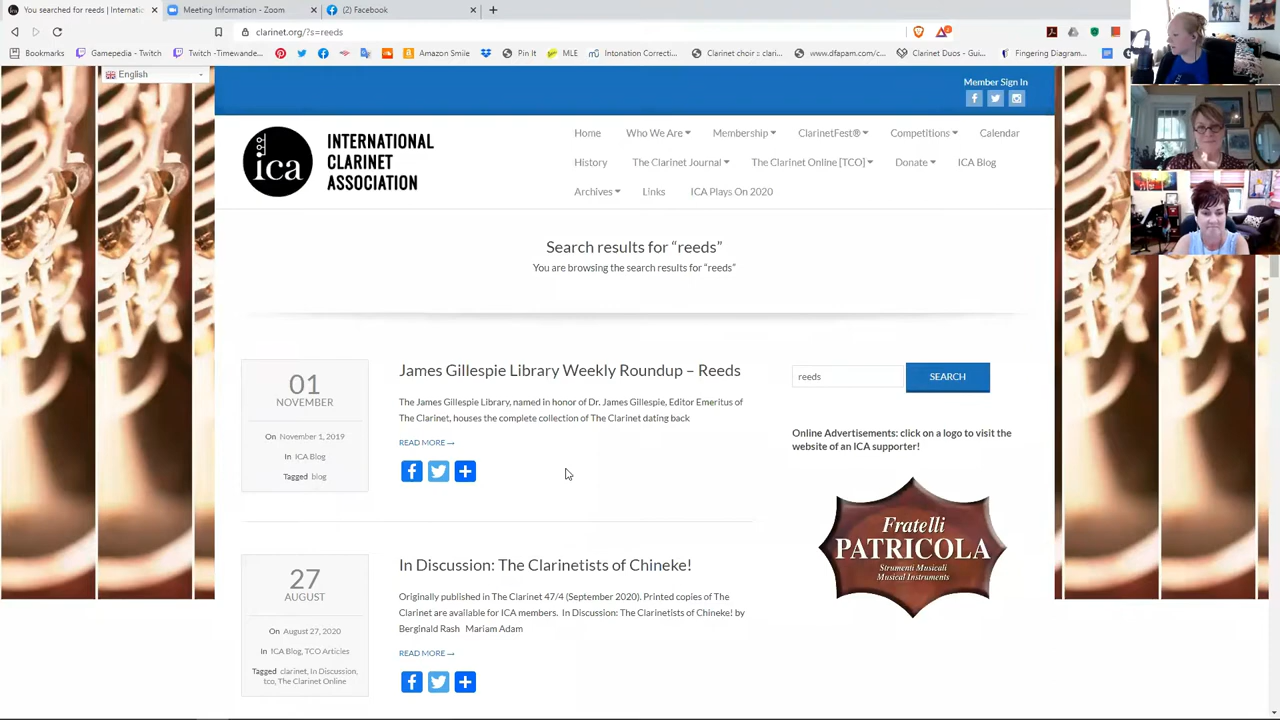 You searched for reeds | Internatio
Meeting Information - Zoom
(2) Facebook
clarinet.org/?s=reeds
Bookmarks
Gamepedia - Twitch
Twitch -Timewande...
Amazon Smile
Pin It
MLE
Intonation Correcti...
Clarinet choir :: clari...
www.dfapam.com/c...
Clarinet Duos - Gui...
Fingering Diagram...
English
Member Sign In
ica
INTERNATIONAL
CLARINET
ASSOCIATION
Home
Who We Are
Membership
ClarinetFest®
Competitions
Calendar
History
The Clarinet Journal
The Clarinet Online [TCO]
Donate
ICA Blog
Archives
Links
ICA Plays On 2020
Search results for “reeds”
You are browsing the search results for “reeds”
01
NOVEMBER
On November 1, 2019
In ICA Blog
Tagged blog
James Gillespie Library Weekly Roundup – Reeds
The James Gillespie Library, named in honor of Dr. James Gillespie, Editor Emeritus of
The Clarinet, houses the complete collection of The Clarinet dating back
READ MORE →
reeds
SEARCH
Online Advertisements: click on a logo to visit the
website of an ICA supporter!
Fratelli
PATRICOLA
Strumenti Musicali
Musical Instruments
27
AUGUST
On August 27, 2020
In ICA Blog, TCO Articles
Tagged clarinet, In Discussion,
tco, The Clarinet Online
In Discussion: The Clarinetists of Chineke!
Originally published in The Clarinet 47/4 (September 2020). Printed copies of The
Clarinet are available for ICA members. In Discussion: The Clarinetists of Chineke! by
Berginald Rash Mariam Adam
READ MORE →